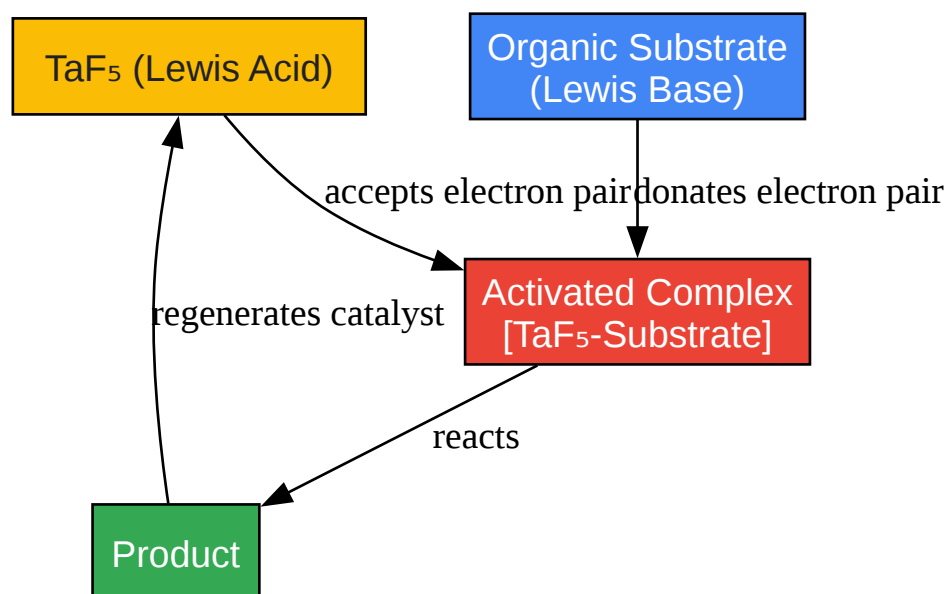 TaF₅ (Lewis Acid)
Organic Substrate
(Lewis Base)
accepts electron pair
donates electron pair
Activated Complex
[TaF₅-Substrate]
regenerates catalyst
reacts
Product